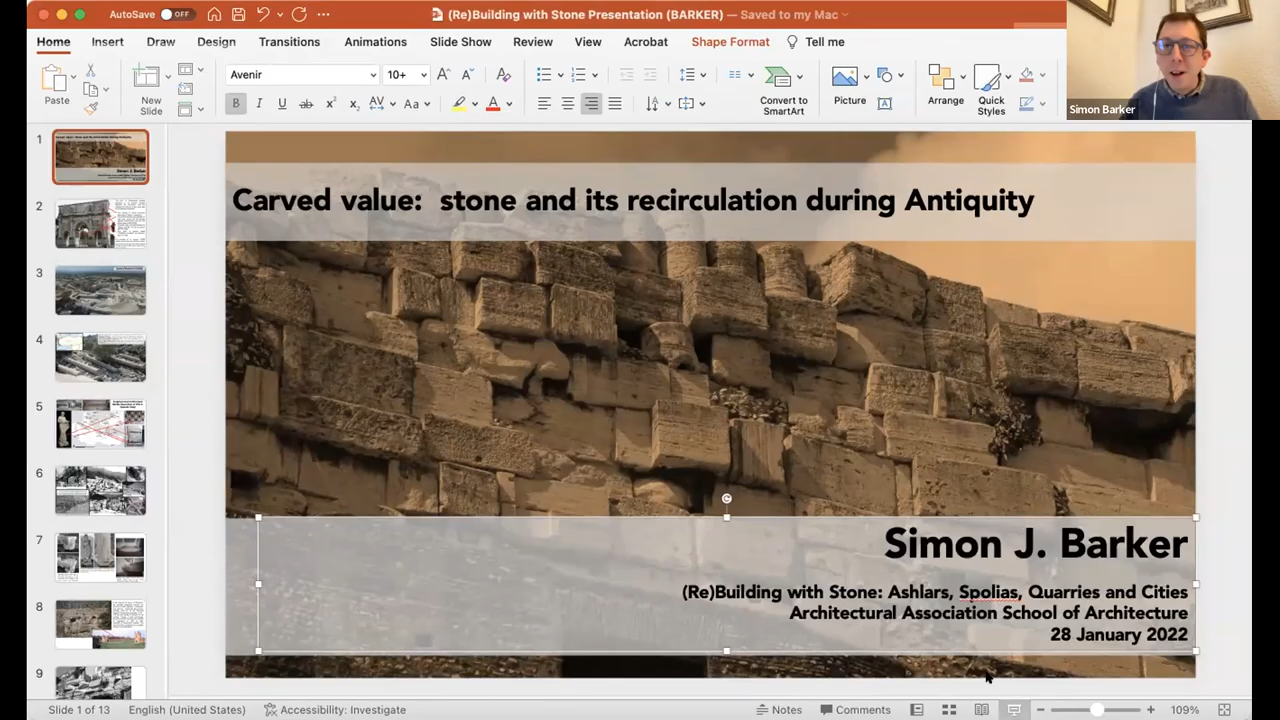 AutoSave OFF
(Re)Building with Stone Presentation (BARKER) — Saved to my Mac
Home Insert Draw Design Transitions Animations Slide Show Review View Acrobat Shape Format Tell me
Paste
New Slide
Avenir
10+
Convert to SmartArt
Picture
Arrange
Quick Styles
Simon Barker
1
2
3
4
5
6
7
8
9
Carved value: stone and its recirculation during Antiquity
Simon J. Barker
(Re)Building with Stone: Ashlars, Spolias, Quarries and Cities
Architectural Association School of Architecture
28 January 2022
Slide 1 of 13 English (United States) Accessibility: Investigate Notes Comments 109%